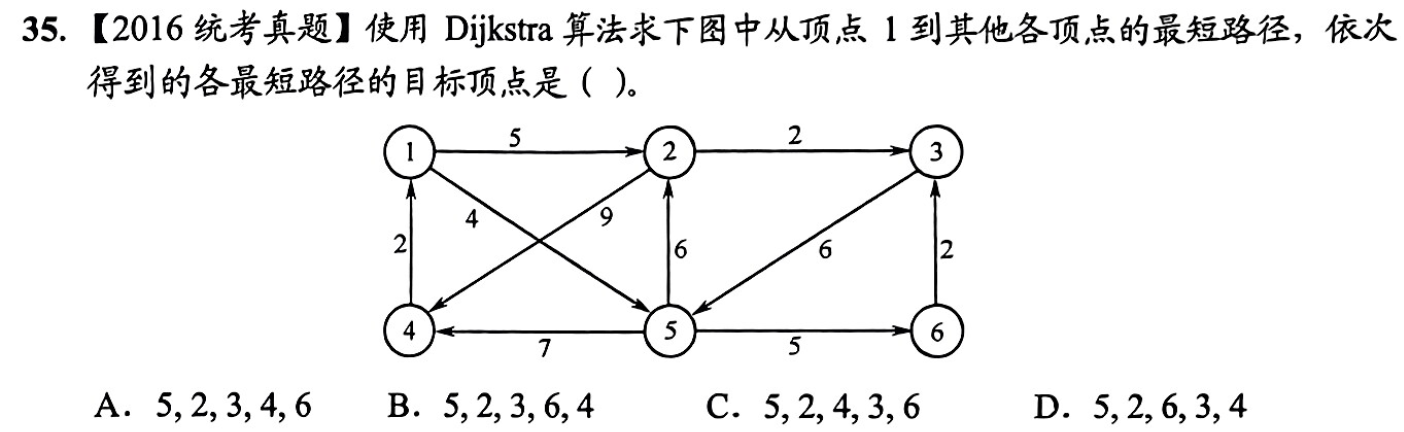 35.【2016 统考真题】使用 Dijkstra 算法求下图中从顶点 1 到其他各顶点的最短路径，依次
得到的各最短路径的目标顶点是（ ）。
1 5 2 2 3
4 9
2 6 6 2
4 7 5 5 6
A. 5, 2, 3, 4, 6 B. 5, 2, 3, 6, 4 C. 5, 2, 4, 3, 6 D. 5, 2, 6, 3, 4